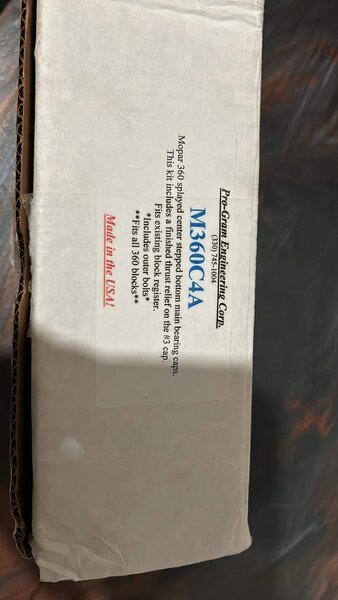 Pro-Gram Engineering Corp.
(330) 745-1004
M360C4A
Mopar 360 splayed center stepped bottom main bearing caps.
This kit includes a finished thrust relief on the #3 cap.
Fits existing block register.
*Includes outer bolts*
**Fits all 360 blocks**
Made in the USA!